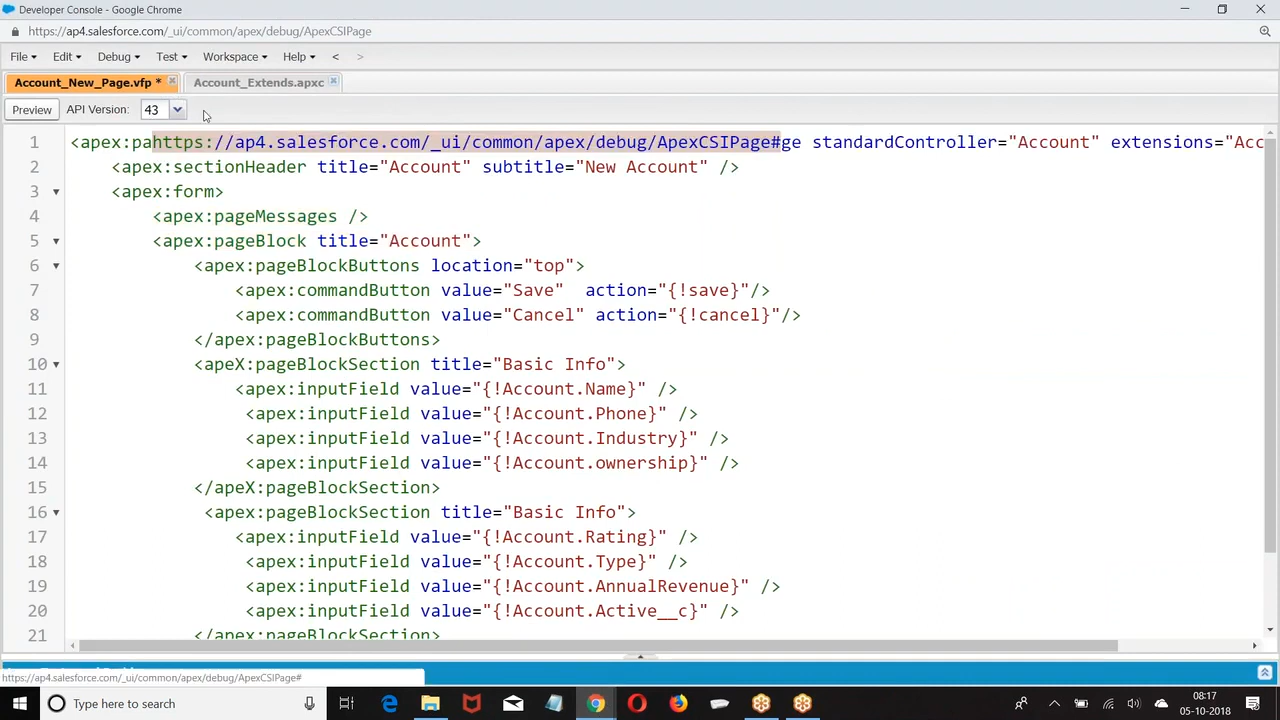 Developer Console - Google Chrome
https://ap4.salesforce.com/_ui/common/apex/debug/ApexCSIPage
File Edit Debug Test Workspace Help < >
Account_New_Page.vfp * Account_Extends.apxc
Preview API Version: 43
1 <apex:pahttps://ap4.salesforce.com/_ui/common/apex/debug/ApexCSIPage#ge standardController="Account" extensions="Acc
2 <apex:sectionHeader title="Account" subtitle="New Account" />
3 <apex:form>
4 <apex:pageMessages />
5 <apex:pageBlock title="Account">
6 <apex:pageBlockButtons location="top">
7 <apex:commandButton value="Save" action="{!save}"/>
8 <apex:commandButton value="Cancel" action="{!cancel}"/>
9 </apex:pageBlockButtons>
10 <apeX:pageBlockSection title="Basic Info">
11 <apex:inputField value="{!Account.Name}" />
12 <apex:inputField value="{!Account.Phone}" />
13 <apex:inputField value="{!Account.Industry}" />
14 <apex:inputField value="{!Account.ownership}" />
15 </apeX:pageBlockSection>
16 <apex:pageBlockSection title="Basic Info">
17 <apex:inputField value="{!Account.Rating}" />
18 <apex:inputField value="{!Account.Type}" />
19 <apex:inputField value="{!Account.AnnualRevenue}" />
20 <apex:inputField value="{!Account.Active__c}" />
21 </apex:pageBlockSection>
https://ap4.salesforce.com/_ui/common/apex/debug/ApexCSIPage#
Type here to search
08:17
05-10-2018